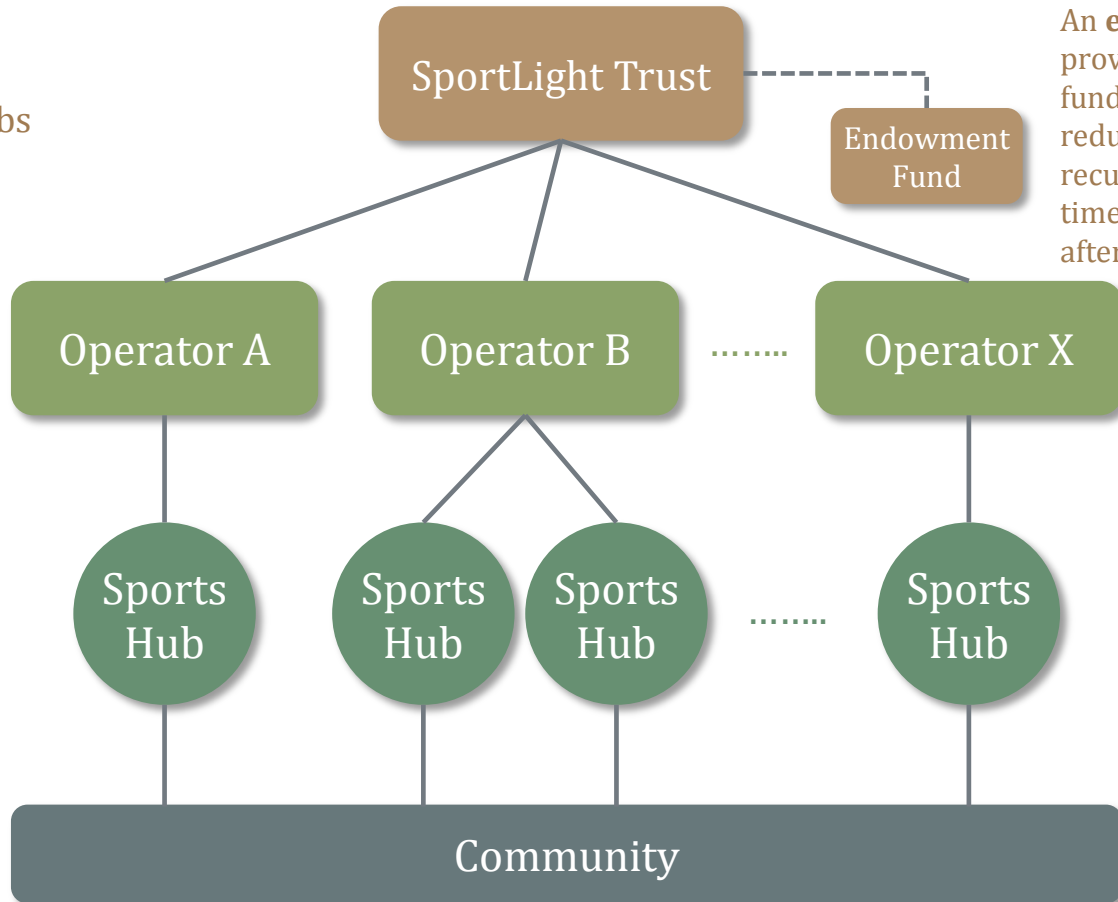 SportLight Trust
An
prov
fund
redu
recu
time
after
bs
Endowment
Fund
Operator A
Operator B
……..
Operator X
Sports
Hub
Sports
Hub
Sports
Hub
……..
Sports
Hub
Community